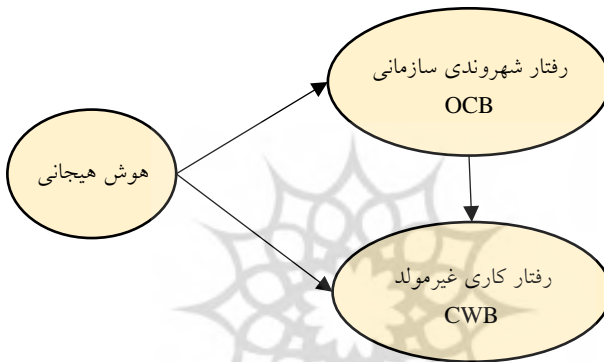 رفتار شهروندی سازمانی
OCB
هوش هیجانی
رفتار کاری غیرمولد
CWB